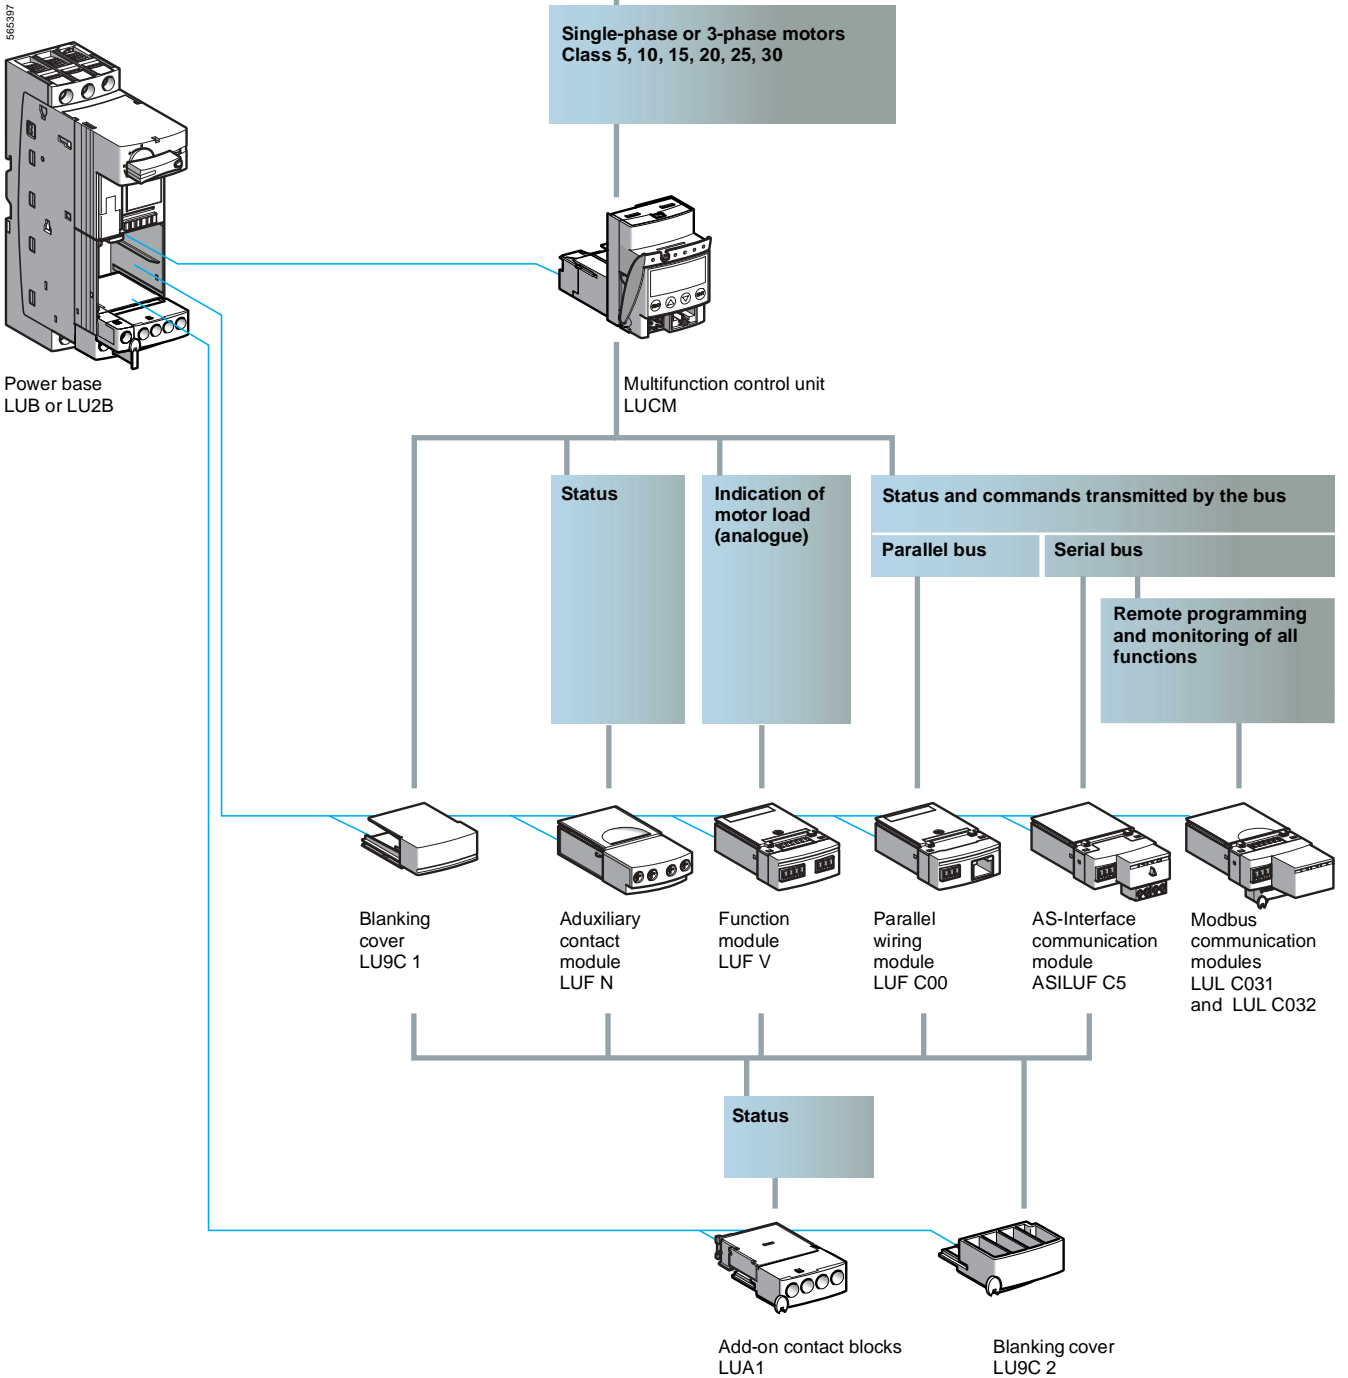 565397
Single-phase or 3-phase motors
Class 5, 10, 15, 20, 25, 30
Power base
LUB or LU2B
Multifunction control unit
LUCM
Status
Indication of
motor load
(analogue)
Status and commands transmitted by the bus
Parallel bus
Serial bus
Remote programming
and monitoring of all
functions
Blanking
cover
LU9C 1
Aduxiliary
contact
module
LUF N
Function
module
LUF V
Parallel
wiring
module
LUF C00
AS-Interface
communication
module
ASILUF C5
Modbus
communication
modules
LUL C031
and LUL C032
Status
Add-on contact blocks
LUA1
Blanking cover
LU9C 2